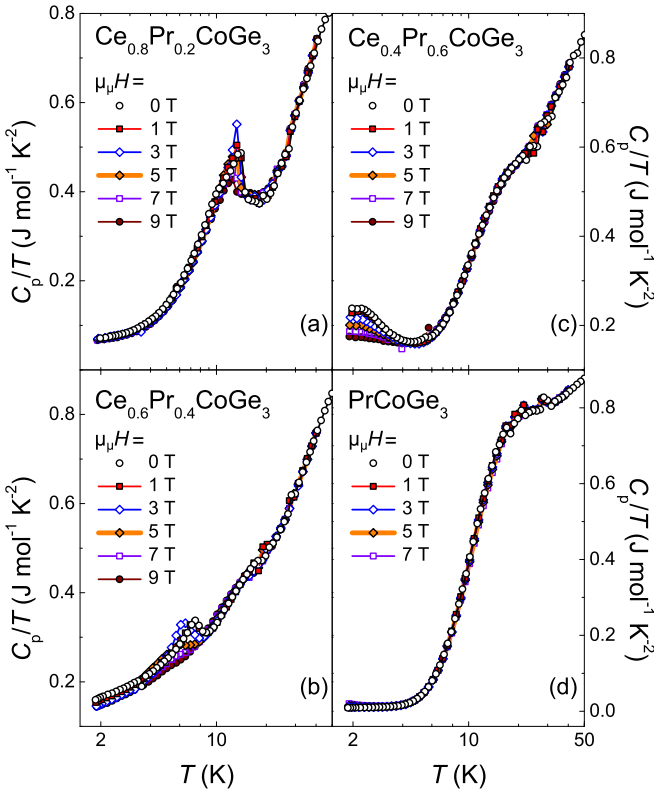 Ce0.8Pr0.2CoGe3
μμH =
0 T
1 T
3 T
5 T
7 T
9 T
(a)
0.8
0.6
0.4
0.2
Cp/T (J mol-1 K-2)
Ce0.4Pr0.6CoGe3
μμH =
0 T
1 T
3 T
5 T
7 T
9 T
(c)
0.8
0.6
0.4
0.2
Cp/T (J mol-1 K-2)
Ce0.6Pr0.4CoGe3
μμH =
0 T
1 T
3 T
5 T
7 T
9 T
(b)
0.8
0.6
0.4
0.2
Cp/T (J mol-1 K-2)
2 10
T (K)
PrCoGe3
μμH =
0 T
1 T
3 T
5 T
7 T
(d)
0.8
0.6
0.4
0.2
0.0
Cp/T (J mol-1 K-2)
2 10 50
T (K)